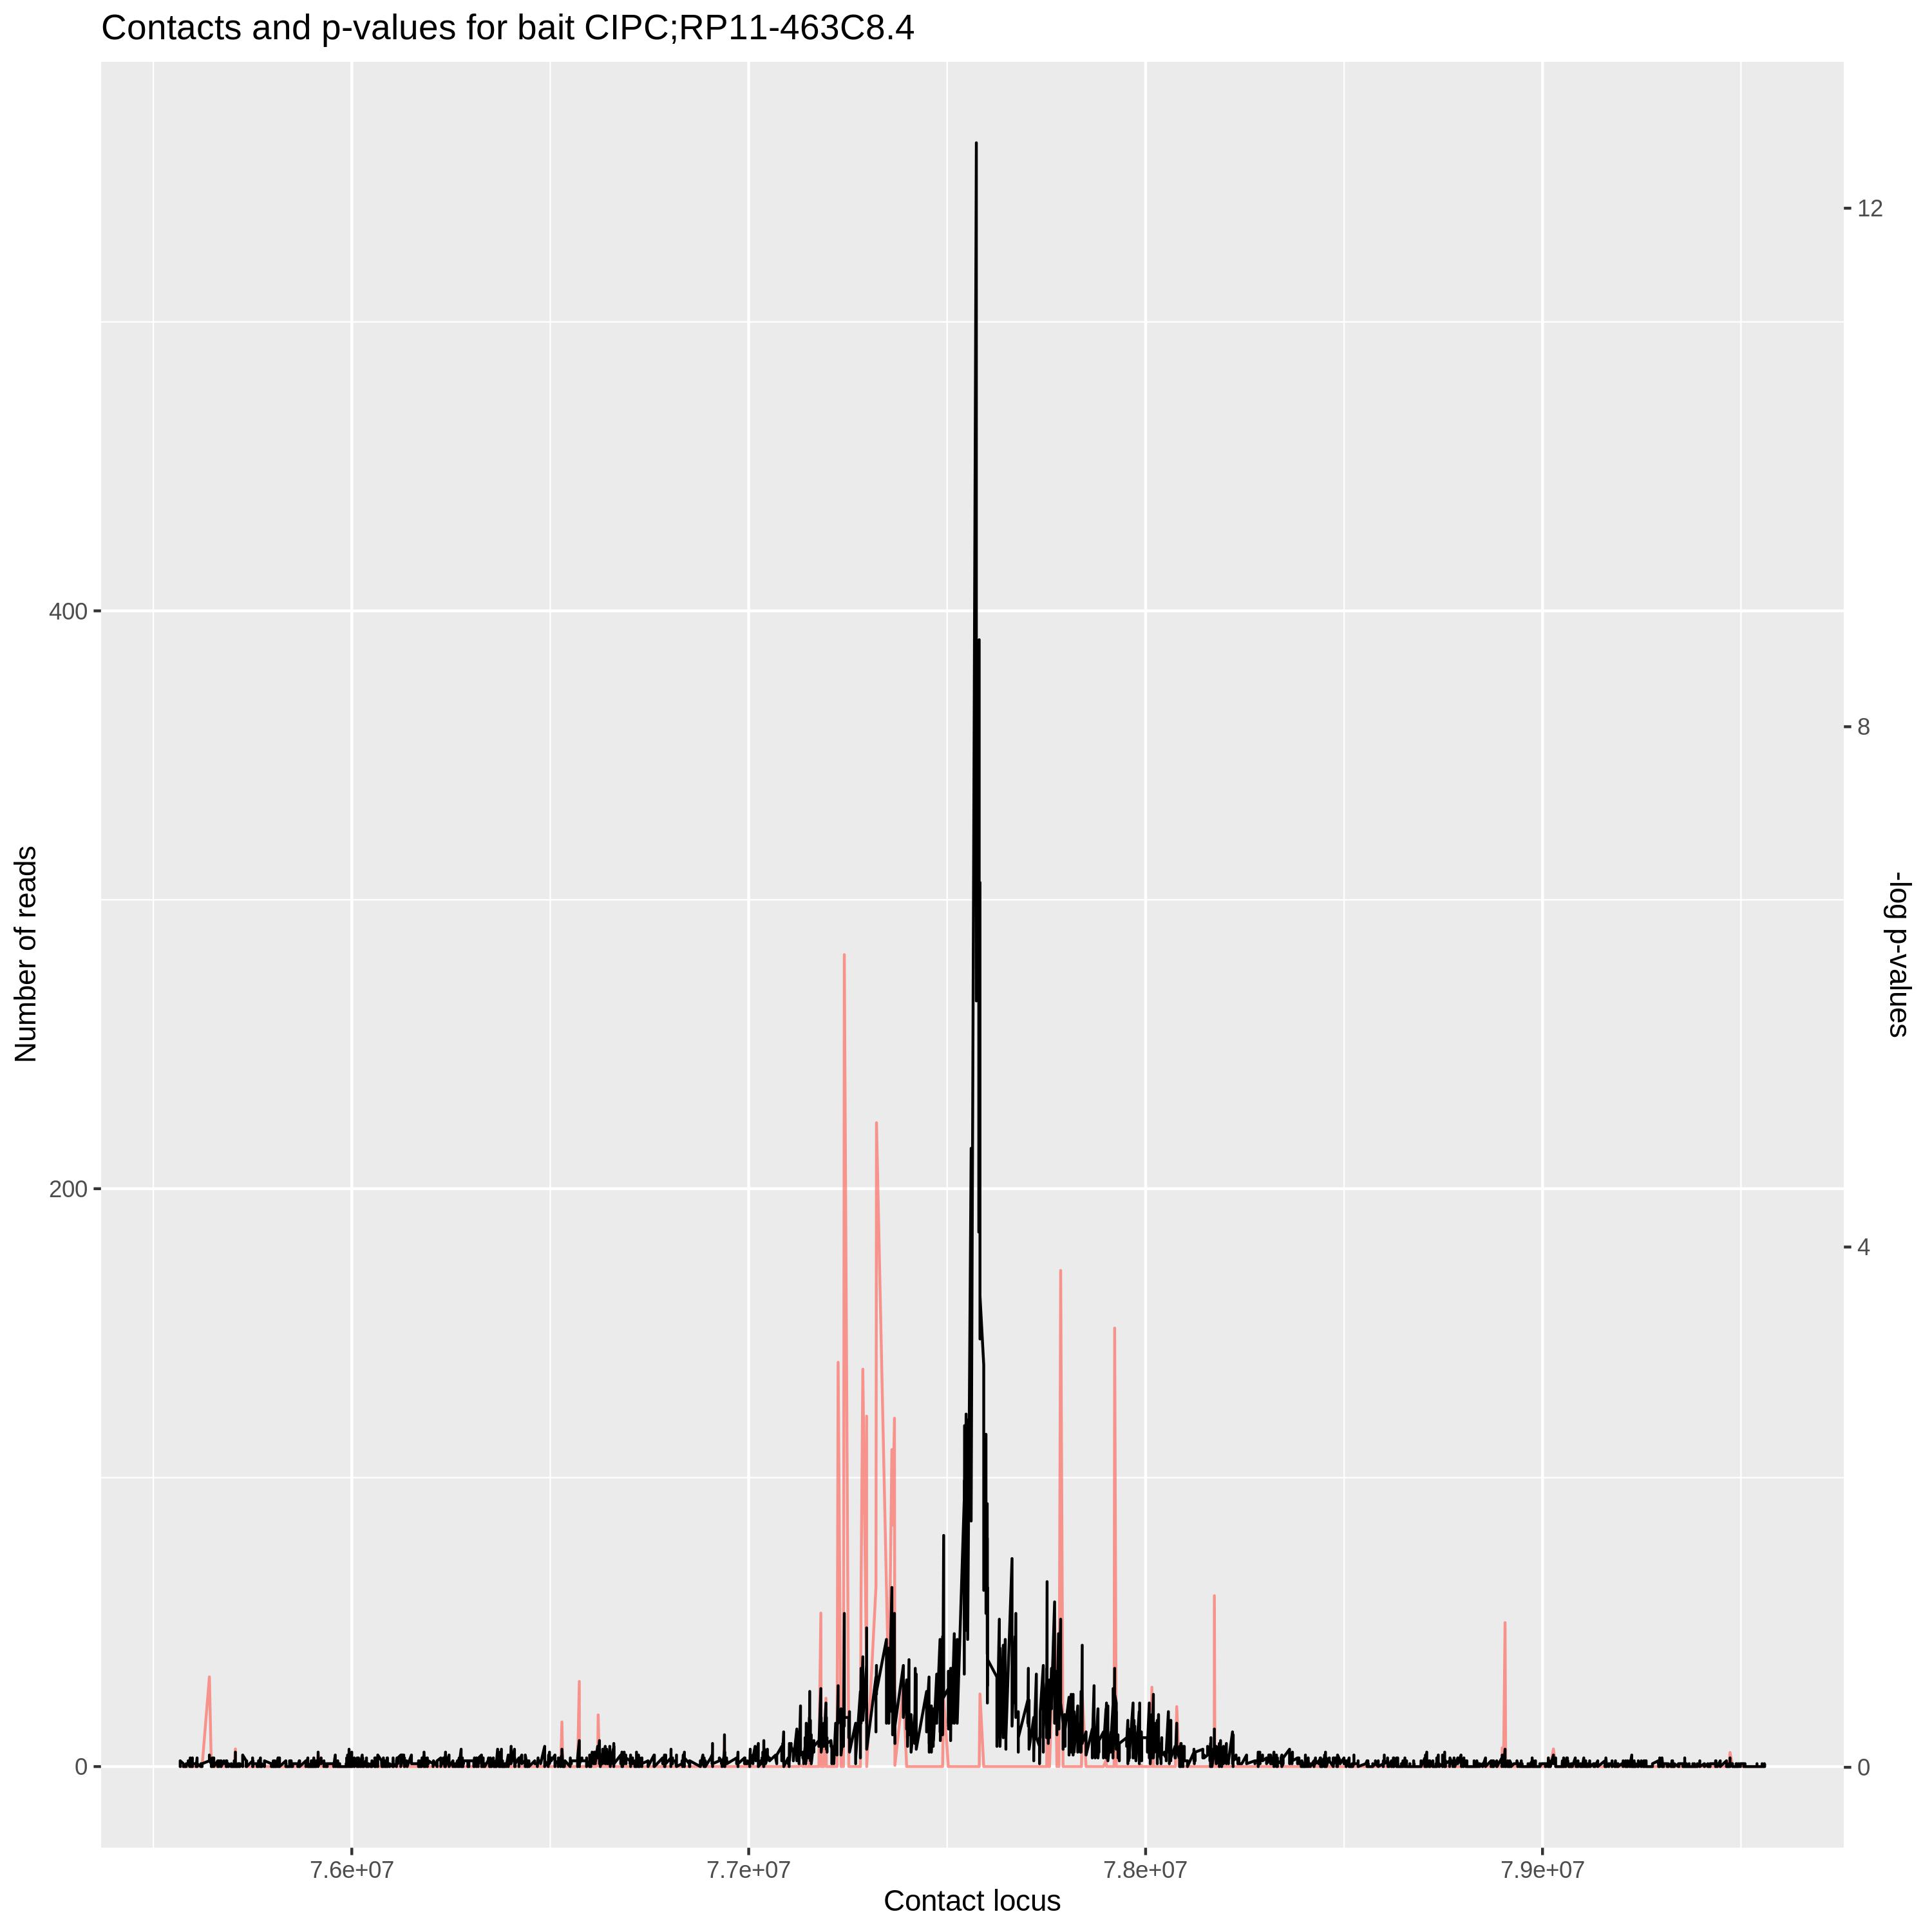 Contacts and p-values for bait CIPC;RP11-463C8.4
12
400
8
Number of reads
-log p-values
200
4
0
0
7.6e+07
7.7e+07
7.8e+07
7.9e+07
Contact locus